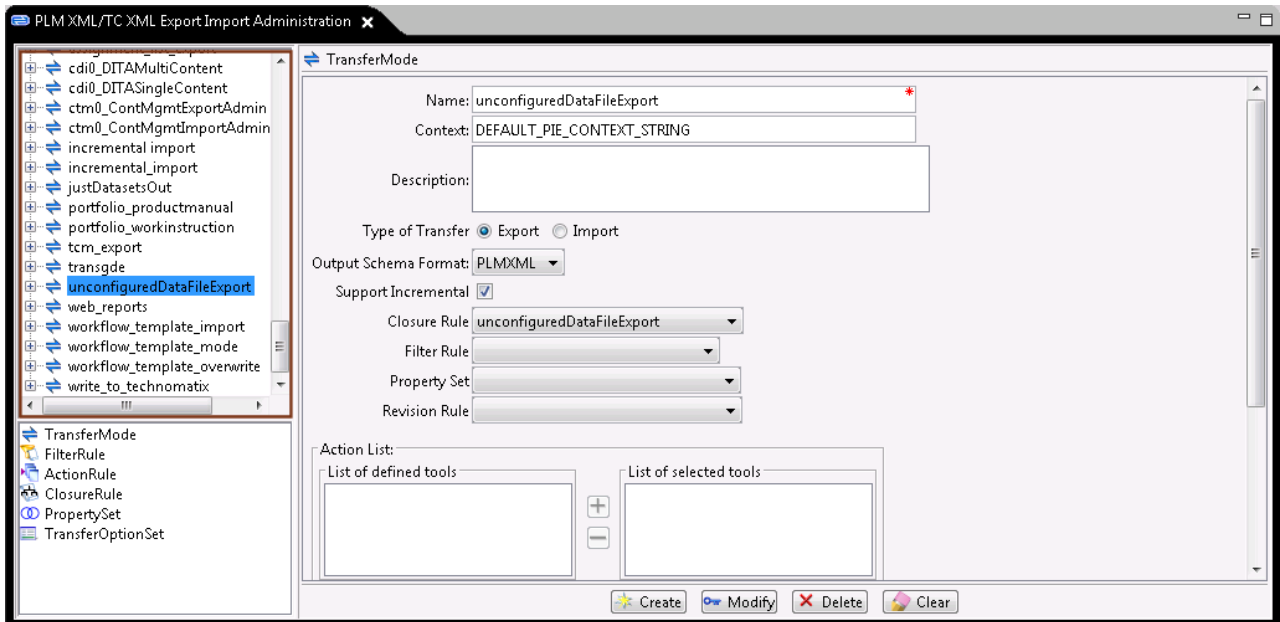 PLM XML/TC XML Export Import Administration
assignment_list_export
cdi0_DITAMultiContent
cdi0_DITASingleContent
ctm0_ContMgmtExportAdmin
ctm0_ContMgmtImportAdmin
incremental import
incremental_import
justDatasetsOut
portfolio_productmanual
portfolio_workinstruction
tcm_export
transgde
unconfiguredDataFileExport
web_reports
workflow_template_import
workflow_template_mode
workflow_template_overwrite
write_to_technomatix
TransferMode
FilterRule
ActionRule
ClosureRule
PropertySet
TransferOptionSet
TransferMode
Name: unconfiguredDataFileExport *
Context: DEFAULT_PIE_CONTEXT_STRING
Description:
Type of Transfer Export Import
Output Schema Format: PLMXML
Support Incremental
Closure Rule unconfiguredDataFileExport
Filter Rule
Property Set
Revision Rule
Action List:
List of defined tools List of selected tools
Create Modify Delete Clear